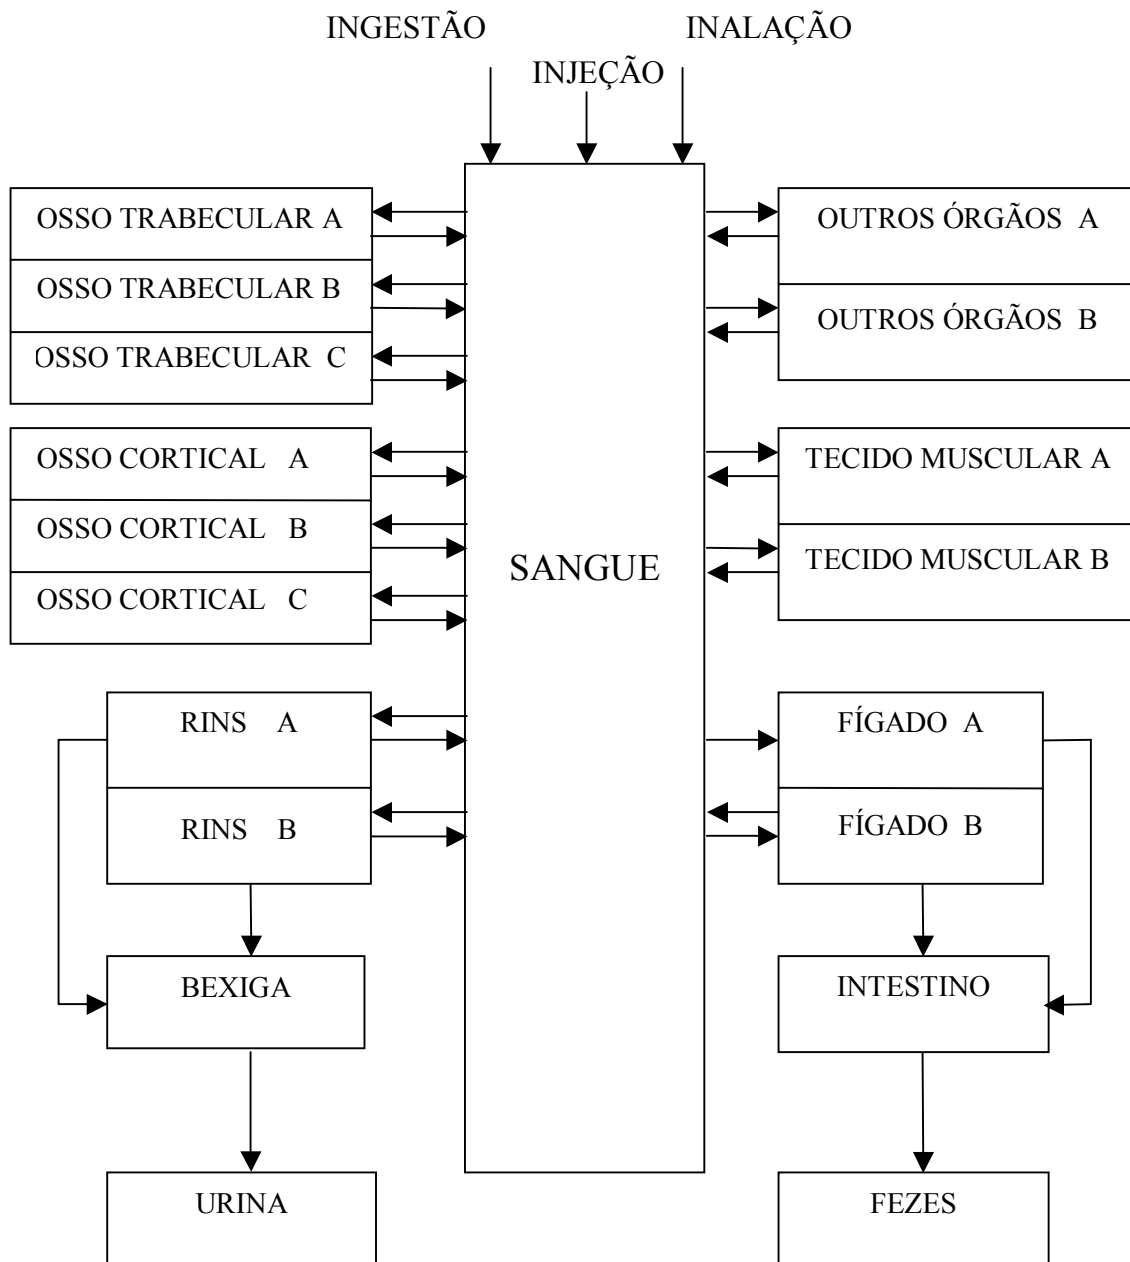 INGESTÃO
INALAÇÃO
INJEÇÃO
OSSO TRABECULAR A
OSSO TRABECULAR B
OSSO TRABECULAR C
OSSO CORTICAL A
OSSO CORTICAL B
OSSO CORTICAL C
RINS A
RINS B
BEXIGA
URINA
SANGUE
OUTROS ÓRGÃOS A
OUTROS ÓRGÃOS B
TECIDO MUSCULAR A
TECIDO MUSCULAR B
FÍGADO A
FÍGADO B
INTESTINO
FEZES